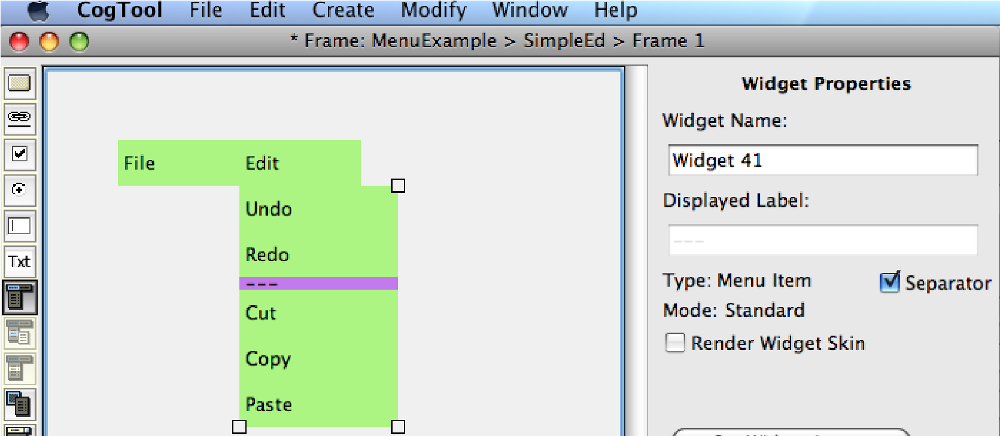 CogTool File Edit Create Modify Window Help
* Frame: MenuExample > SimpleEd > Frame 1
Widget Properties
Widget Name:
Widget 41
Displayed Label:
---
Type: Menu Item Separator
Mode: Standard
Render Widget Skin
Txt
File Edit
Undo
Redo
---
Cut
Copy
Paste